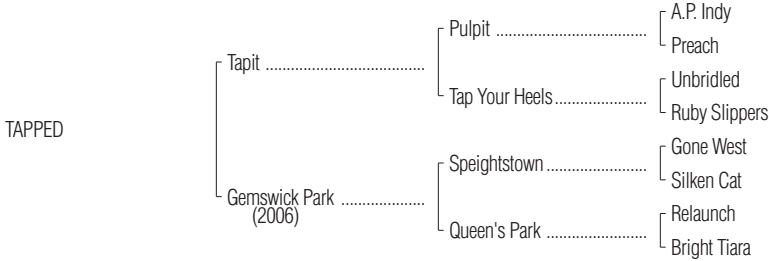 A.P. Indy
Pulpit ......................................
Preach
Tapit .........................................
Unbridled
Tap Your Heels.......................
Ruby Slippers
TAPPED
Gone West
Speightstown .........................
Silken Cat
Gemswick Park .....................
(2006)
Relaunch
Queen's Park .........................
Bright Tiara